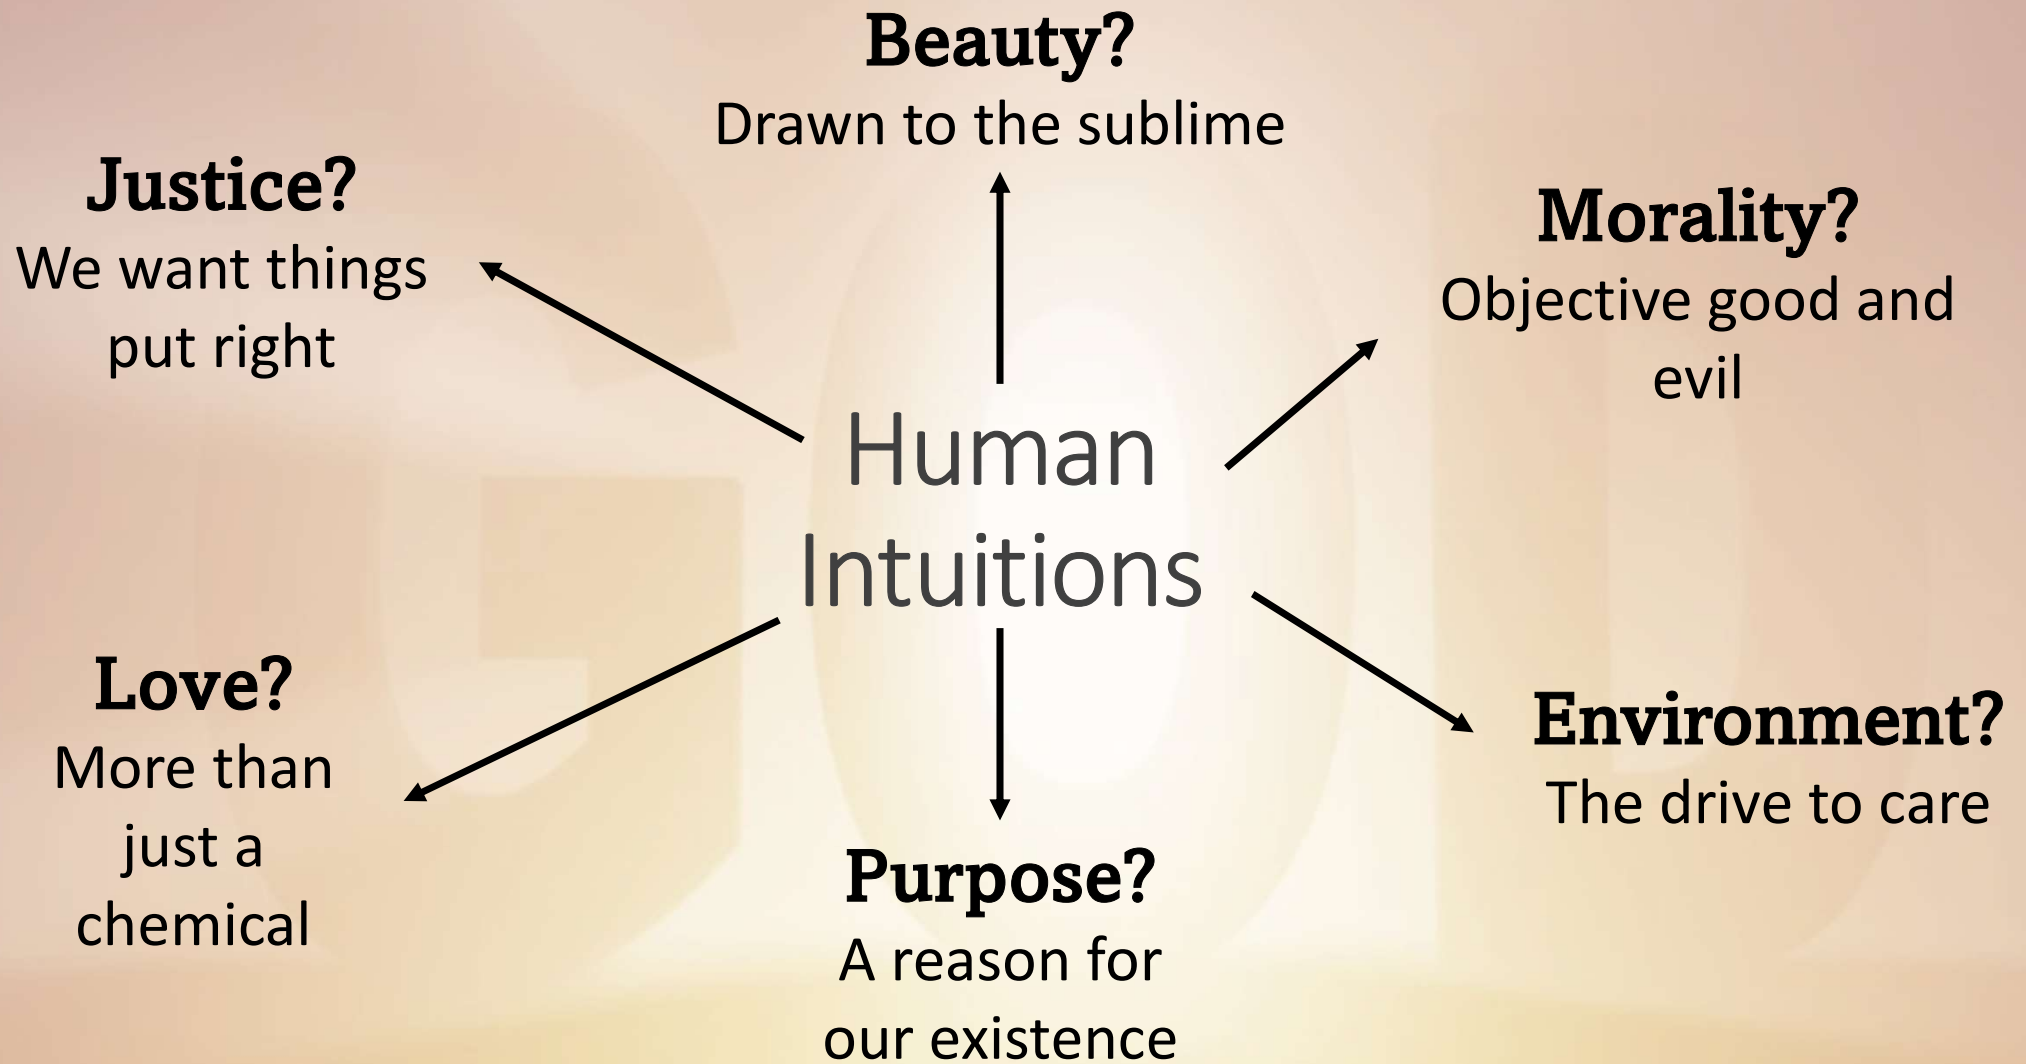 Beauty?
Drawn to the sublime
Justice?
We want things
put right
Morality?
Objective good and
evil
Human
Intuitions
Love?
More than
just a
chemical
Environment?
The drive to care
Purpose?
A reason for
our existence
GOD